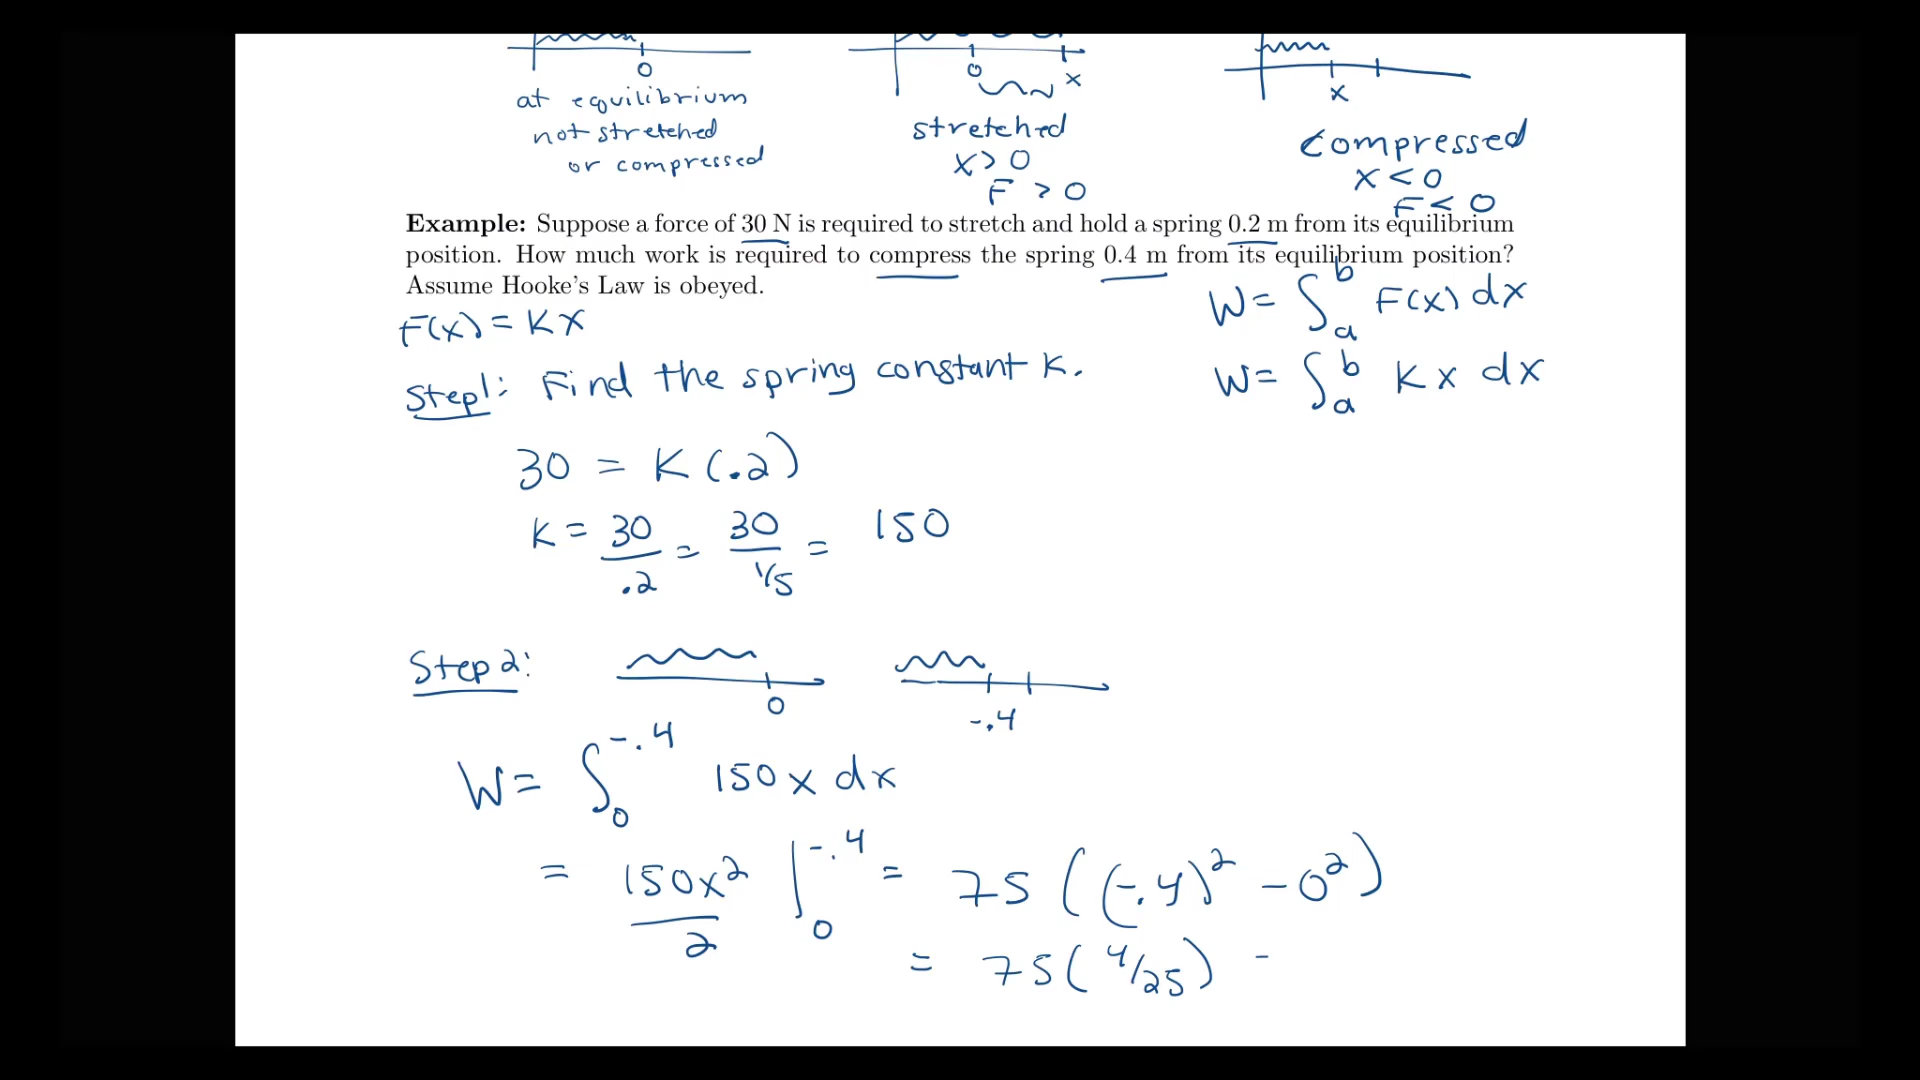 0
at equilibrium
not stretched
or compressed
0 x
stretched
x > 0
F > 0
x
compressed
x < 0
F < 0
Example: Suppose a force of 30 N is required to stretch and hold a spring 0.2 m from its equilibrium
position. How much work is required to compress the spring 0.4 m from its equilibrium position?
Assume Hooke's Law is obeyed.
F(x) = Kx
W = ∫_a^b F(x) dx
W = ∫_a^b Kx dx
Step 1: Find the spring constant K.
30 = K(.2)
K = 30/.2 = 30/1/5 = 150
Step 2:
0
-.4
W = ∫_0^-.4 150x dx
= 150x²/2 |_0^-.4 = 75((-.4)² - 0²)
= 75(4/25) =